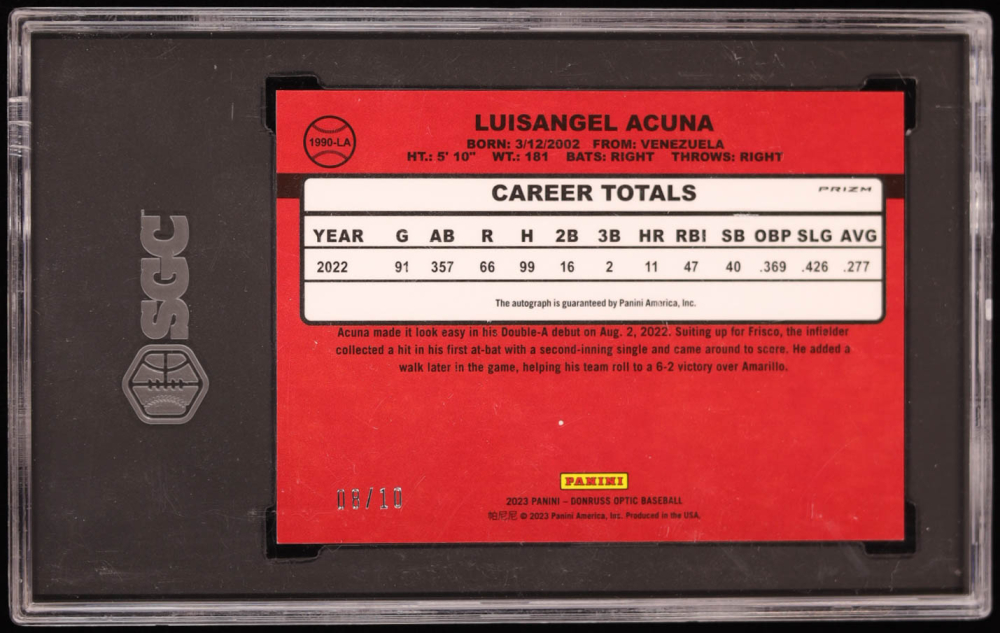 SGC
1990-LA
LUISANGEL ACUNA
BORN: 3/12/2002 FROM: VENEZUELA
HT.: 5' 10" WT.: 181 BATS: RIGHT THROWS: RIGHT
CAREER TOTALS
PRIZM
YEAR G AB R H 2B 3B HR RBI SB OBP SLG AVG
2022 91 357 66 99 16 2 11 47 40 .369 .426 .277
The autograph is guaranteed by Panini America, Inc.
Acuna made it look easy in his Double-A debut on Aug. 2, 2022. Suiting up for Frisco, the infielder
collected a hit in his first at-bat with a second-inning single and came around to score. He added a
walk later in the game, helping his team roll to a 6-2 victory over Amarillo.
08/10
PANINI
2023 PANINI – DONRUSS OPTIC BASEBALL
帕尼尼 © 2023 Panini America, Inc. Produced in the USA.